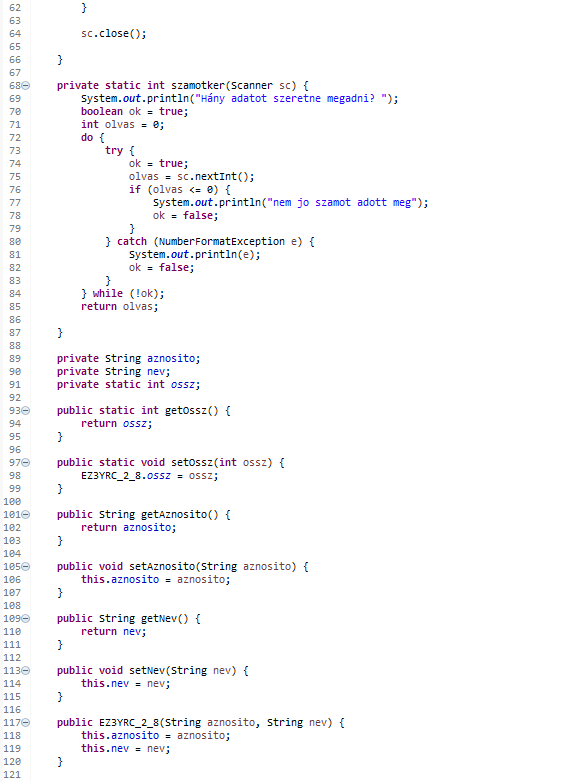 62         }
63
64         sc.close();
65
66     }
67
68     private static int szamotker(Scanner sc) {
69         System.out.println("Hány adatot szeretne megadni? ");
70         boolean ok = true;
71         int olvas = 0;
72         do {
73             try {
74                 ok = true;
75                 olvas = sc.nextInt();
76                 if (olvas <= 0) {
77                     System.out.println("nem jo szamot adott meg");
78                     ok = false;
79                 }
80             } catch (NumberFormatException e) {
81                 System.out.println(e);
82                 ok = false;
83             }
84         } while (!ok);
85         return olvas;
86
87     }
88
89     private String aznosito;
90     private String nev;
91     private static int ossz;
92
93     public static int getOssz() {
94         return ossz;
95     }
96
97     public static void setOssz(int ossz) {
98         EZ3YRC_2_8.ossz = ossz;
99     }
100
101     public String getAznosito() {
102         return aznosito;
103     }
104
105     public void setAznosito(String aznosito) {
106         this.aznosito = aznosito;
107     }
108
109     public String getNev() {
110         return nev;
111     }
112
113     public void setNev(String nev) {
114         this.nev = nev;
115     }
116
117     public EZ3YRC_2_8(String aznosito, String nev) {
118         this.aznosito = aznosito;
119         this.nev = nev;
120     }
121